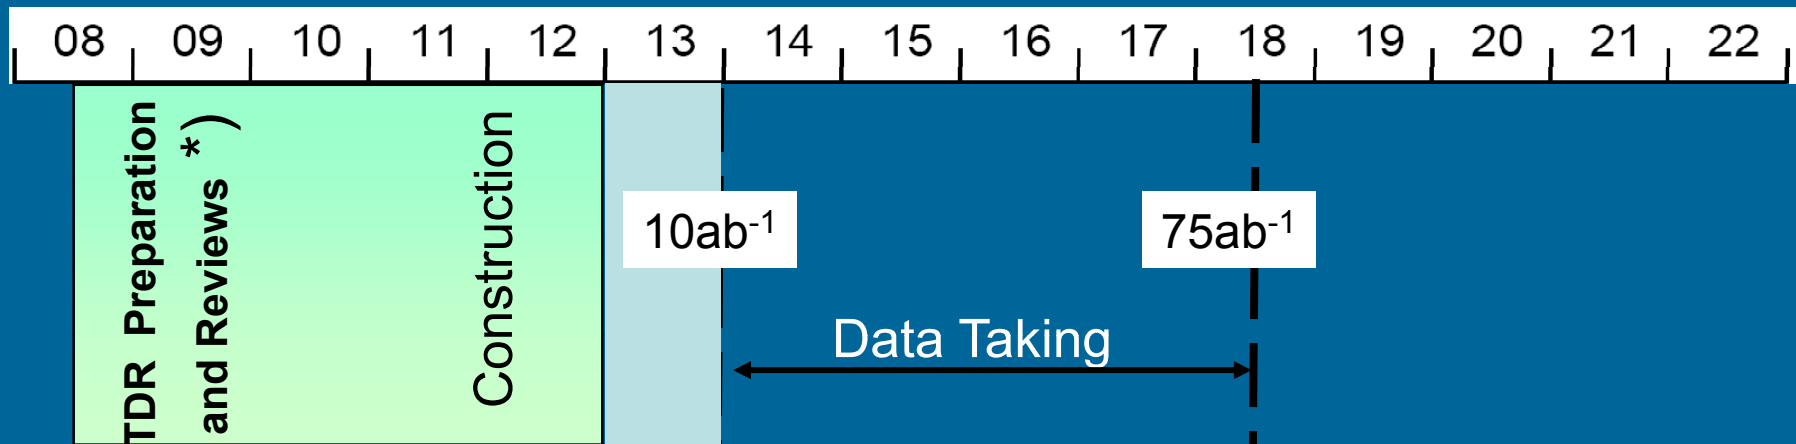 08 09 10 11 12 13 14 15 16 17 18 19 20 21 22
TDR Preparation
and Reviews *)
Construction
10ab-1
75ab-1
Data Taking